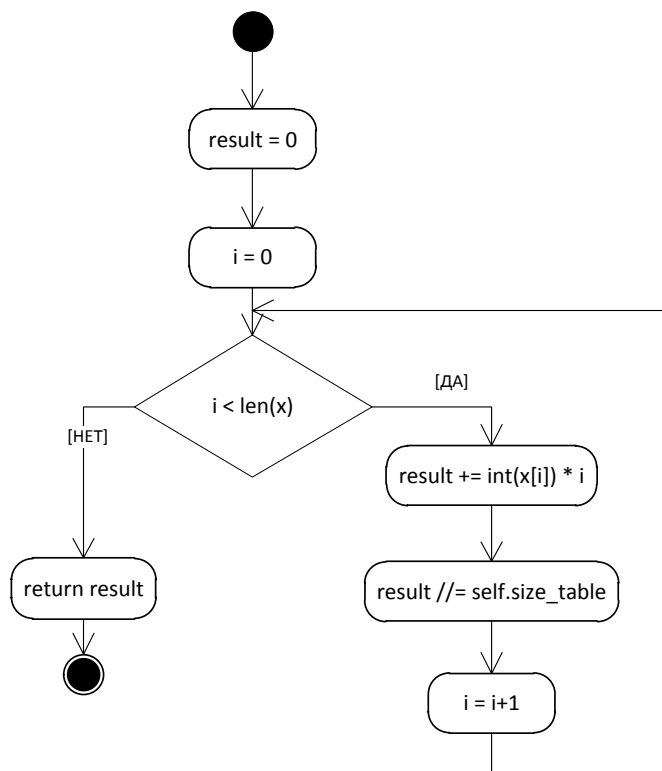 result = 0
i = 0
i < len(x)
[ДА]
[НЕТ]
result += int(x[i]) * i
return result
result //= self.size_table
i = i+1